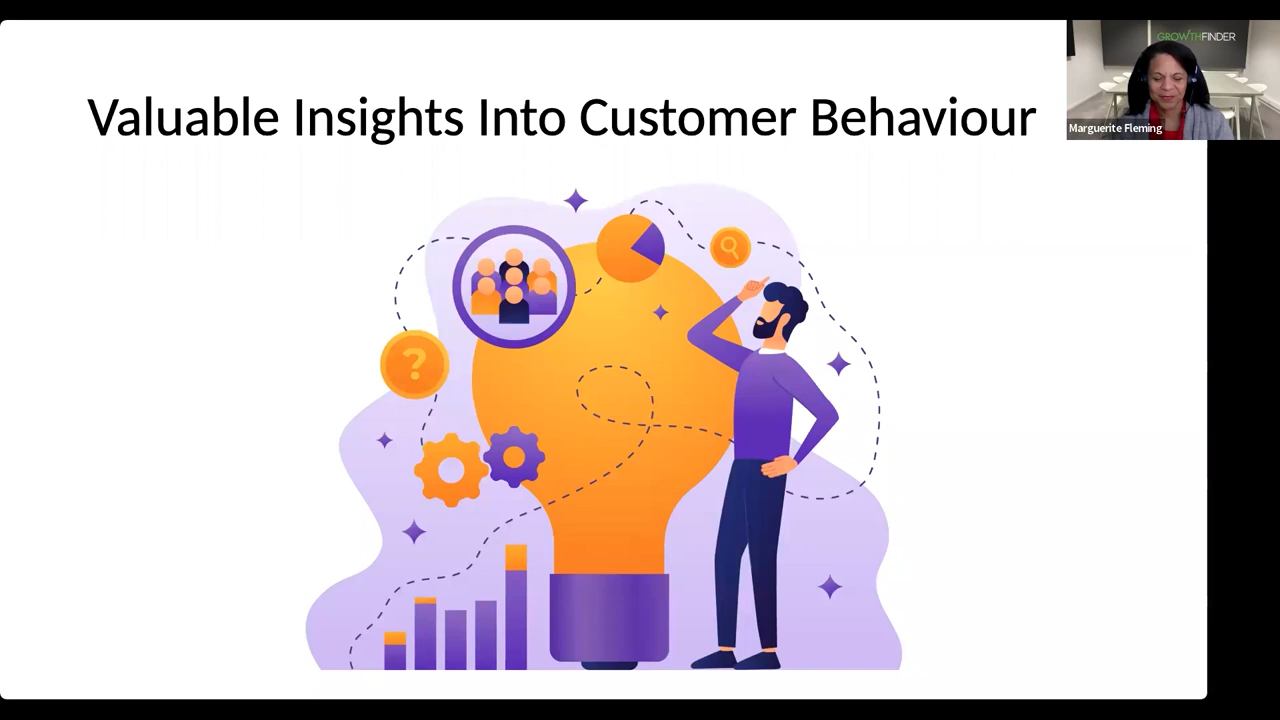 Valuable Insights Into Customer Behaviour
GROWTHFINDER
Marguerite Fleming
?